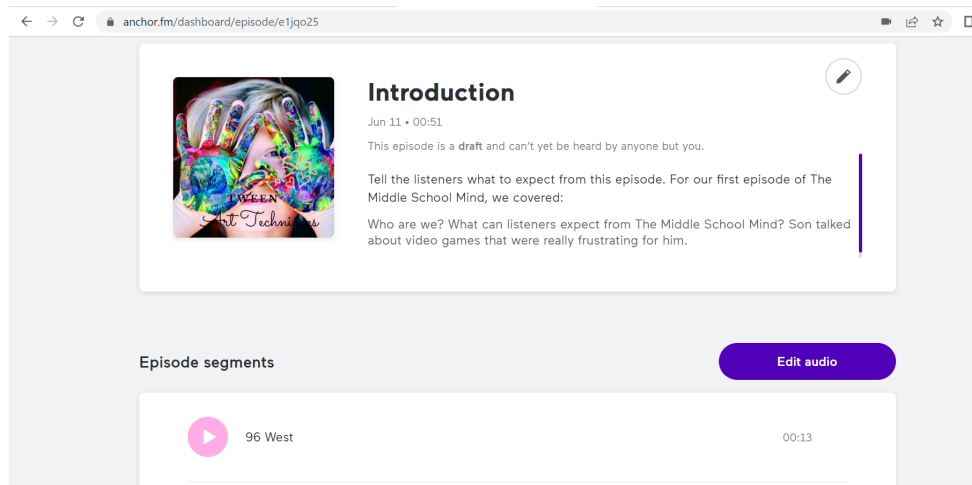 anchor.fm/dashboard/episode/e1jqo25
Introduction
Jun 11 • 00:51
This episode is a draft and can't yet be heard by anyone but you.
Tell the listeners what to expect from this episode. For our first episode of The
Middle School Mind, we covered:
Who are we? What can listeners expect from The Middle School Mind? Son talked
about video games that were really frustrating for him.
TWEEN
Art Techniques
Episode segments
Edit audio
96 West
00:13